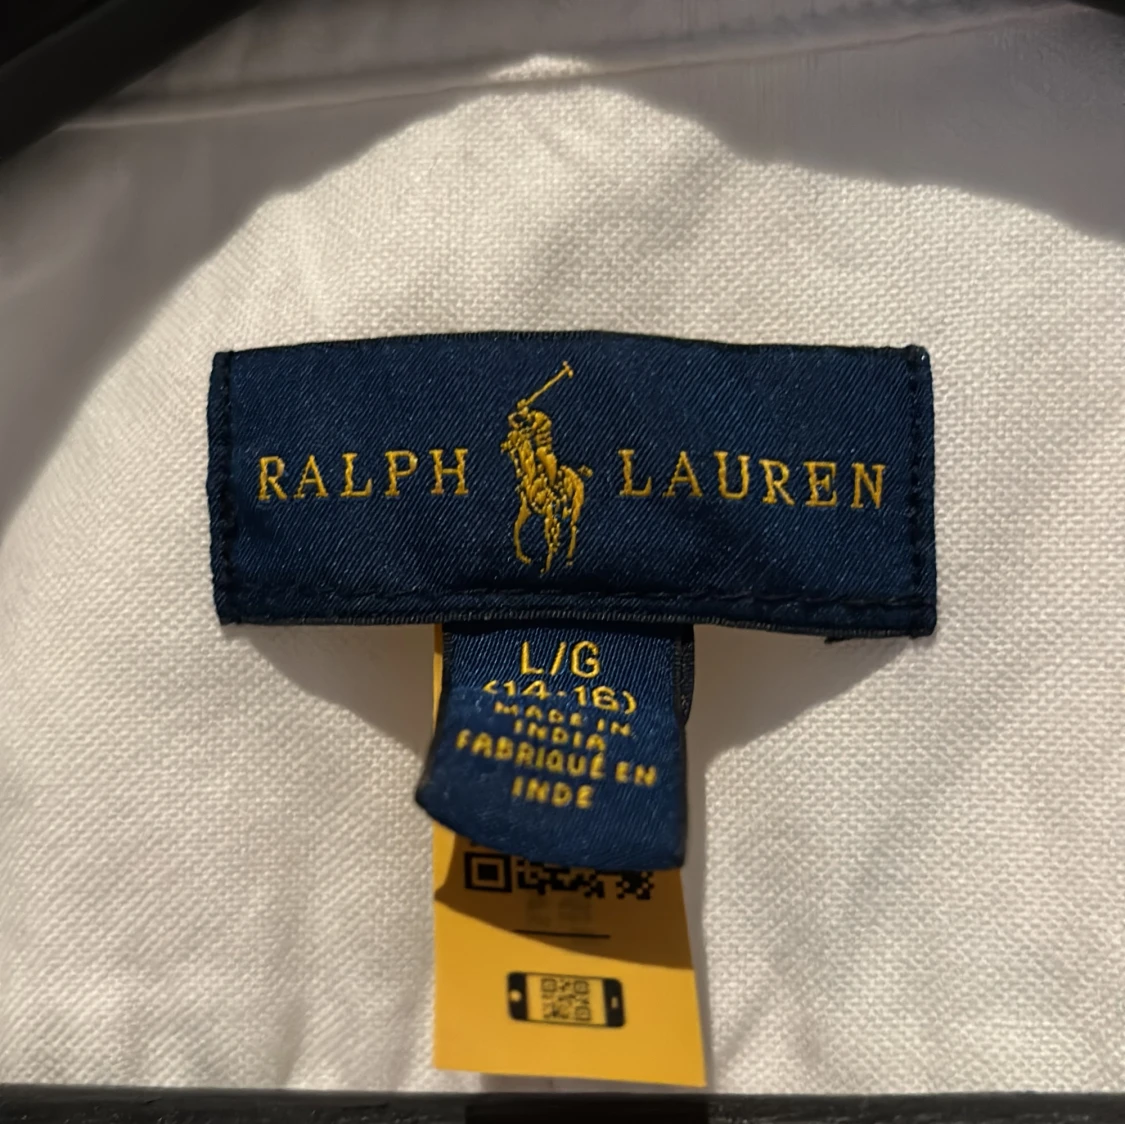 RALPH LAUREN
L/G
(14-16)
MADE IN
INDIA
FABRIQUÉ EN
INDE